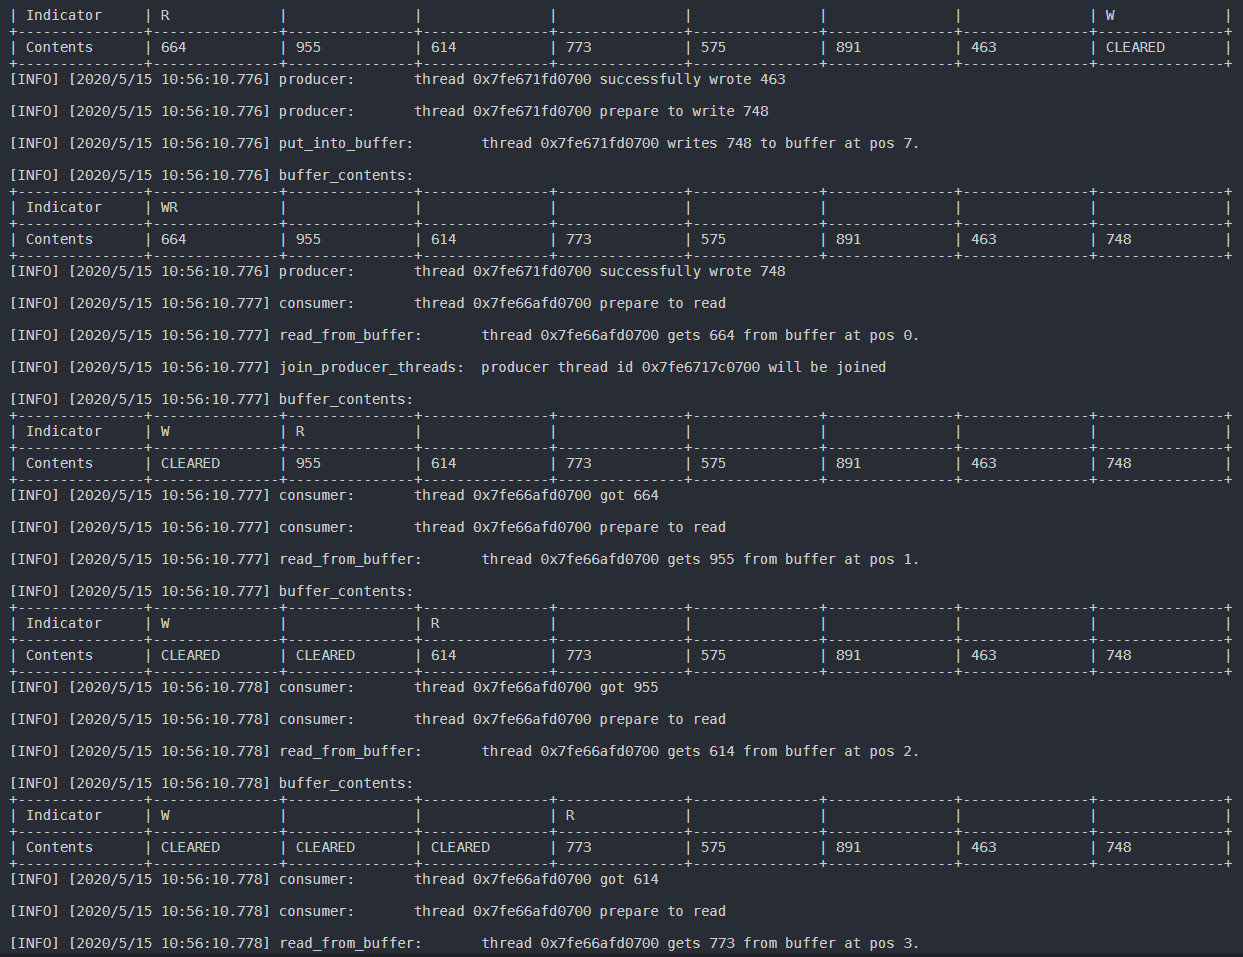 | Indicator | R | | | | | | | W |
+---------------+---------------+---------------+---------------+---------------+---------------+---------------+---------------+---------------+
| Contents | 664 | 955 | 614 | 773 | 575 | 891 | 463 | CLEARED |
+---------------+---------------+---------------+---------------+---------------+---------------+---------------+---------------+---------------+
[INFO] [2020/5/15 10:56:10.776] producer: thread 0x7fe671fd0700 successfully wrote 463
[INFO] [2020/5/15 10:56:10.776] producer: thread 0x7fe671fd0700 prepare to write 748
[INFO] [2020/5/15 10:56:10.776] put_into_buffer: thread 0x7fe671fd0700 writes 748 to buffer at pos 7.
[INFO] [2020/5/15 10:56:10.776] buffer_contents:
+---------------+---------------+---------------+---------------+---------------+---------------+---------------+---------------+---------------+
| Indicator | WR | | | | | | | |
+---------------+---------------+---------------+---------------+---------------+---------------+---------------+---------------+---------------+
| Contents | 664 | 955 | 614 | 773 | 575 | 891 | 463 | 748 |
+---------------+---------------+---------------+---------------+---------------+---------------+---------------+---------------+---------------+
[INFO] [2020/5/15 10:56:10.776] producer: thread 0x7fe671fd0700 successfully wrote 748
[INFO] [2020/5/15 10:56:10.777] consumer: thread 0x7fe66afd0700 prepare to read
[INFO] [2020/5/15 10:56:10.777] read_from_buffer: thread 0x7fe66afd0700 gets 664 from buffer at pos 0.
[INFO] [2020/5/15 10:56:10.777] join_producer_threads: producer thread id 0x7fe6717c0700 will be joined
[INFO] [2020/5/15 10:56:10.777] buffer_contents:
+---------------+---------------+---------------+---------------+---------------+---------------+---------------+---------------+---------------+
| Indicator | W | R | | | | | | |
+---------------+---------------+---------------+---------------+---------------+---------------+---------------+---------------+---------------+
| Contents | CLEARED | 955 | 614 | 773 | 575 | 891 | 463 | 748 |
+---------------+---------------+---------------+---------------+---------------+---------------+---------------+---------------+---------------+
[INFO] [2020/5/15 10:56:10.777] consumer: thread 0x7fe66afd0700 got 664
[INFO] [2020/5/15 10:56:10.777] consumer: thread 0x7fe66afd0700 prepare to read
[INFO] [2020/5/15 10:56:10.777] read_from_buffer: thread 0x7fe66afd0700 gets 955 from buffer at pos 1.
[INFO] [2020/5/15 10:56:10.777] buffer_contents:
+---------------+---------------+---------------+---------------+---------------+---------------+---------------+---------------+---------------+
| Indicator | W | | R | | | | | |
+---------------+---------------+---------------+---------------+---------------+---------------+---------------+---------------+---------------+
| Contents | CLEARED | CLEARED | 614 | 773 | 575 | 891 | 463 | 748 |
+---------------+---------------+---------------+---------------+---------------+---------------+---------------+---------------+---------------+
[INFO] [2020/5/15 10:56:10.778] consumer: thread 0x7fe66afd0700 got 955
[INFO] [2020/5/15 10:56:10.778] consumer: thread 0x7fe66afd0700 prepare to read
[INFO] [2020/5/15 10:56:10.778] read_from_buffer: thread 0x7fe66afd0700 gets 614 from buffer at pos 2.
[INFO] [2020/5/15 10:56:10.778] buffer_contents:
+---------------+---------------+---------------+---------------+---------------+---------------+---------------+---------------+---------------+
| Indicator | W | | | R | | | | |
+---------------+---------------+---------------+---------------+---------------+---------------+---------------+---------------+---------------+
| Contents | CLEARED | CLEARED | CLEARED | 773 | 575 | 891 | 463 | 748 |
+---------------+---------------+---------------+---------------+---------------+---------------+---------------+---------------+---------------+
[INFO] [2020/5/15 10:56:10.778] consumer: thread 0x7fe66afd0700 got 614
[INFO] [2020/5/15 10:56:10.778] consumer: thread 0x7fe66afd0700 prepare to read
[INFO] [2020/5/15 10:56:10.778] read_from_buffer: thread 0x7fe66afd0700 gets 773 from buffer at pos 3.